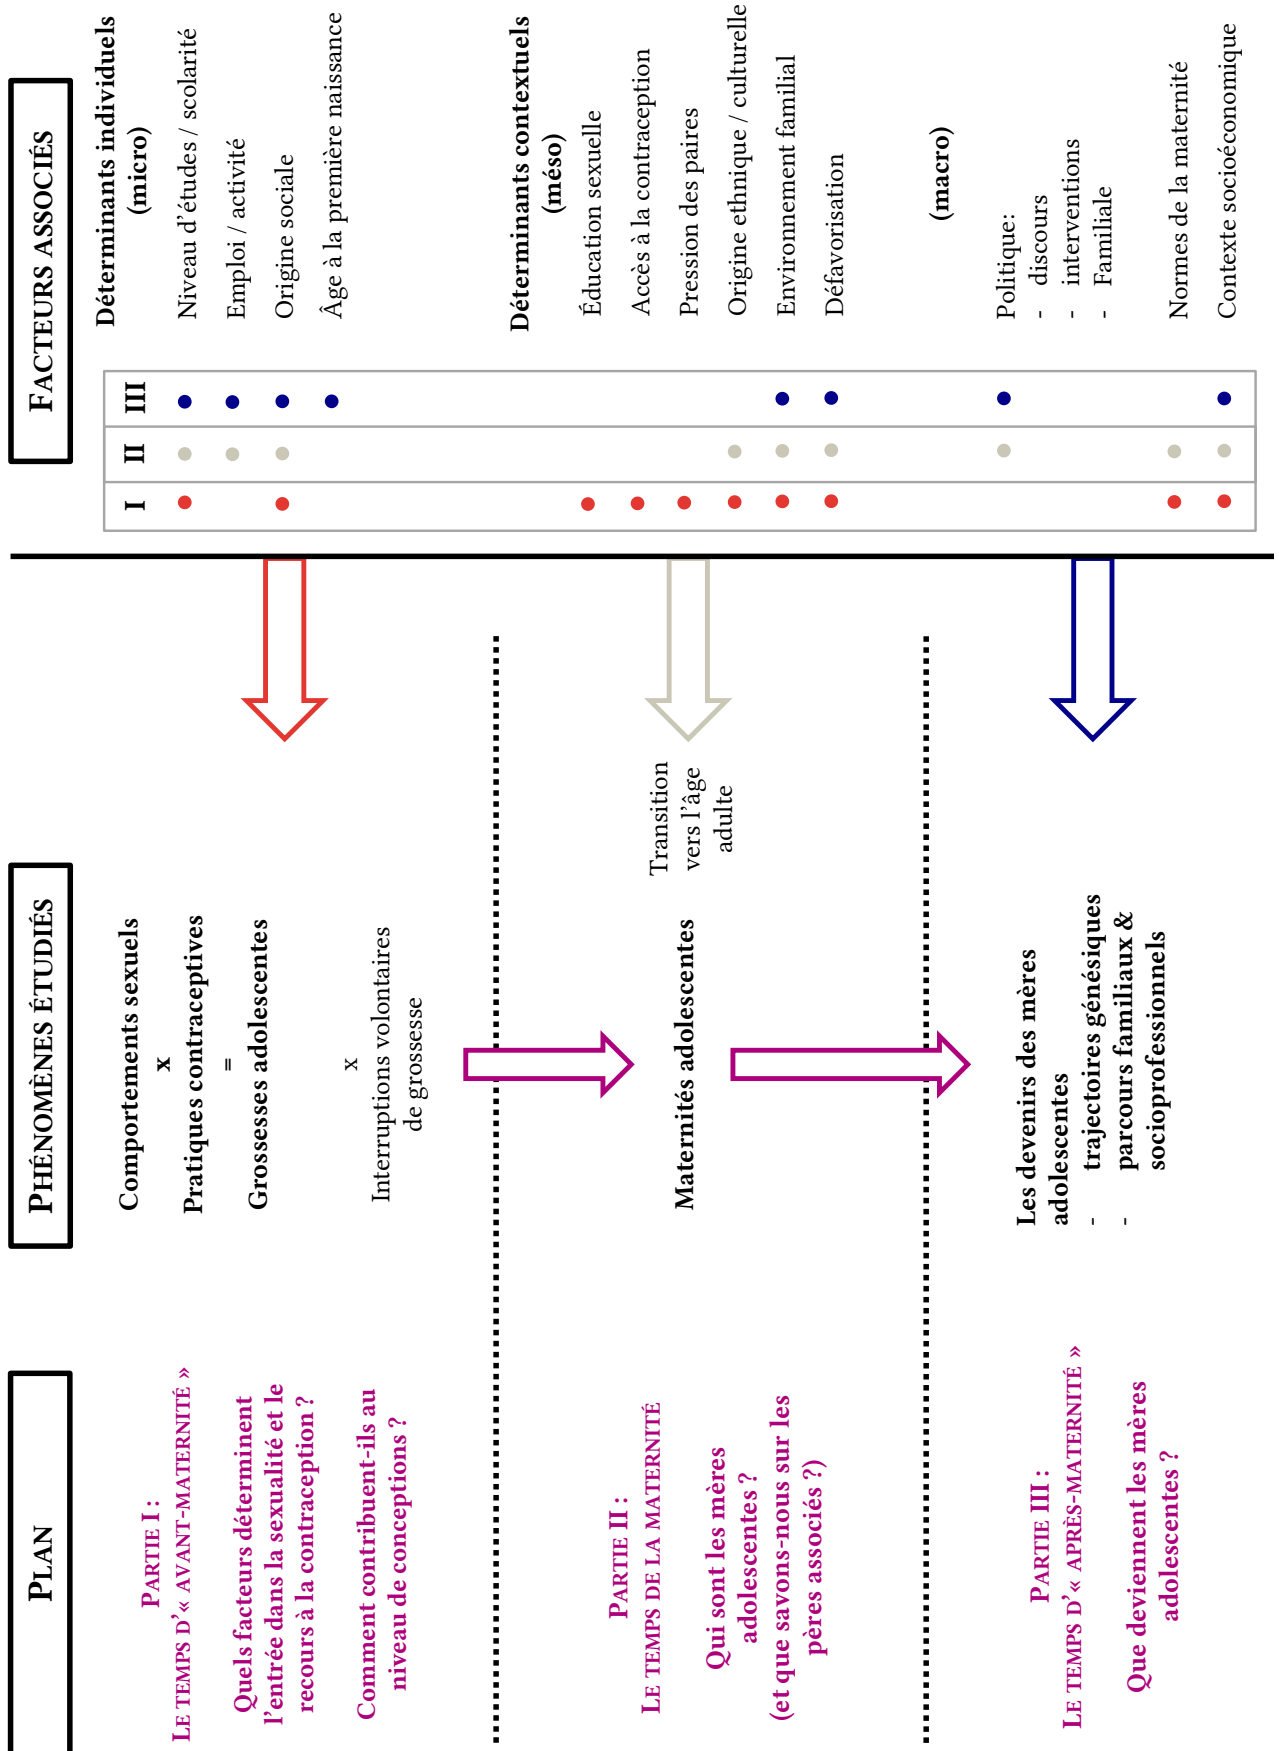 PLAN
PARTIE I :
LE TEMPS D'« AVANT-MATERNITÉ »
Quels facteurs déterminent
l'entrée dans la sexualité et le
recours à la contraception ?
Comment contribuent-ils au
niveau de conceptions ?
PARTIE II :
LE TEMPS DE LA MATERNITÉ
Qui sont les mères
adolescentes ?
(et que savons-nous sur les
pères associés ?)
PARTIE III :
LE TEMPS D'« APRÈS-MATERNITÉ »
Que deviennent les mères
adolescentes ?
PHÉNOMÈNES ÉTUDIÉS
Comportements sexuels
x
Pratiques contraceptives
=
Grossesses adolescentes
x
Interruptions volontaires
de grossesse
Maternités adolescentes
Transition
vers l'âge
adulte
Les devenirs des mères
adolescentes
- trajectoires génésiques
- parcours familiaux &
socioprofessionnels
FACTEURS ASSOCIÉS
I II III
Déterminants individuels
(micro)
Niveau d'études / scolarité
Emploi / activité
Origine sociale
Âge à la première naissance
Déterminants contextuels
(méso)
Éducation sexuelle
Accès à la contraception
Pression des paires
Origine ethnique / culturelle
Environnement familial
Défavorisation
(macro)
Politique:
- discours
- interventions
- Familiale
Normes de la maternité
Contexte socioéconomique